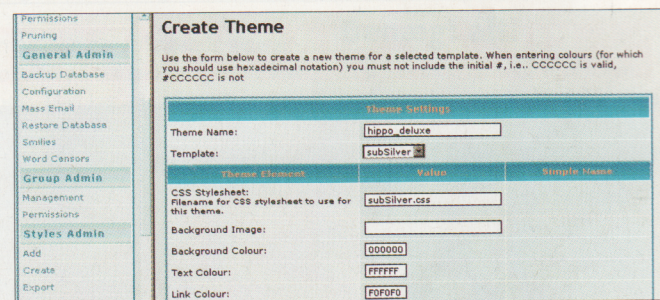 Permissions
Pruning
General Admin
Backup Database
Configuration
Mass Email
Restore Database
Smilies
Word Censors
Group Admin
Management
Permissions
Styles Admin
Add
Create
Export
Create Theme
Use the form below to create a new theme for a selected template. When entering colours (for which
you should use hexadecimal notation) you must not include the initial #, i.e.. CCCCCC is valid,
#CCCCCC is not
Theme Settings
Theme Name: hippo_deluxe
Template: subSilver
Theme Element Value Simple Name
CSS Stylesheet:
Filename for CSS stylesheet to use for
this theme.
subSilver.css
Background Image:
Background Colour: 000000
Text Colour: FFFFFF
Link Colour: F0F0F0